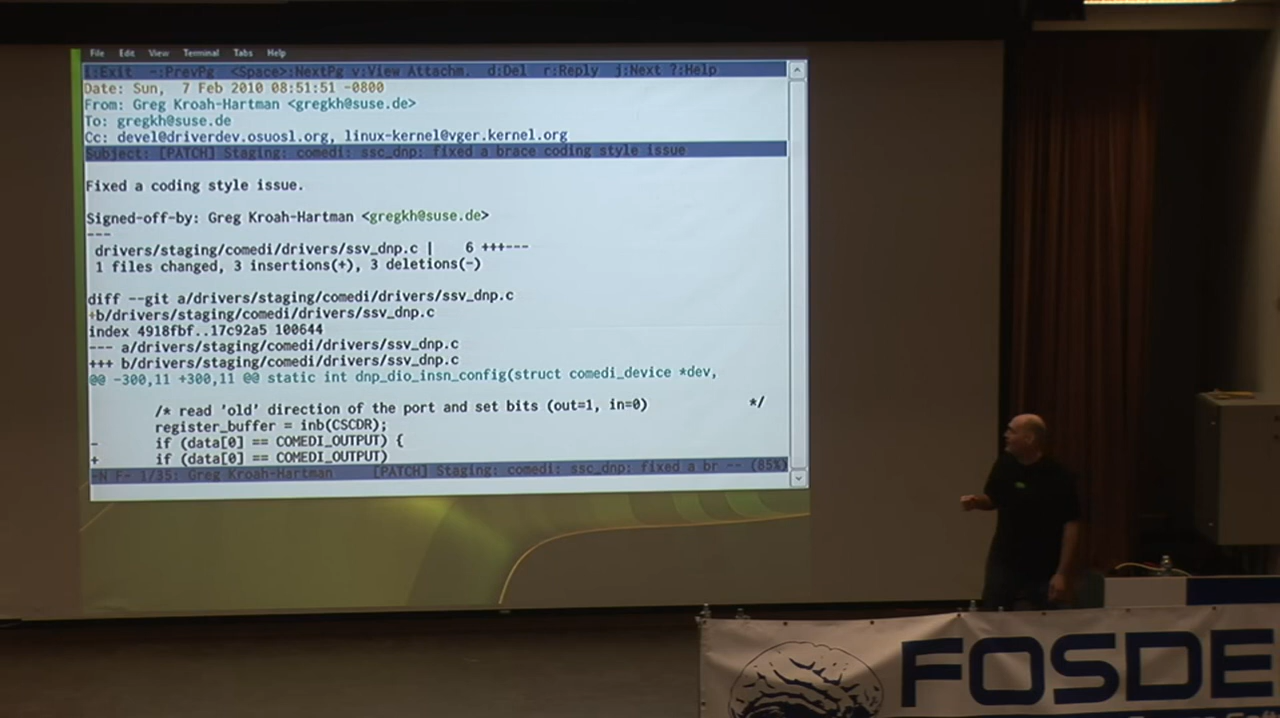 File Edit View Terminal Tabs Help
i:Exit -:PrevPg <Space>:NextPg v:View Attachm. d:Del r:Reply j:Next ?:Help
Date: Sun, 7 Feb 2010 08:51:51 -0800
From: Greg Kroah-Hartman <gregkh@suse.de>
To: gregkh@suse.de
Cc: devel@driverdev.osuosl.org, linux-kernel@vger.kernel.org
Subject: [PATCH] Staging: comedi: ssc_dnp: fixed a brace coding style issue
Fixed a coding style issue.
Signed-off-by: Greg Kroah-Hartman <gregkh@suse.de>
---
drivers/staging/comedi/drivers/ssv_dnp.c | 6 +++---
1 files changed, 3 insertions(+), 3 deletions(-)
diff --git a/drivers/staging/comedi/drivers/ssv_dnp.c
+b/drivers/staging/comedi/drivers/ssv_dnp.c
index 4918fbf..17c92a5 100644
--- a/drivers/staging/comedi/drivers/ssv_dnp.c
+++ b/drivers/staging/comedi/drivers/ssv_dnp.c
@@ -300,11 +300,11 @@ static int dnp_dio_insn_config(struct comedi_device *dev,
/* read 'old' direction of the port and set bits (out=1, in=0) */
register_buffer = inb(CSCDR);
- if (data[0] == COMEDI_OUTPUT) {
+ if (data[0] == COMEDI_OUTPUT)
-N F- 1/35: Greg Kroah-Hartman [PATCH] Staging: comedi: ssc_dnp: fixed a br -- (85%)
FOSDE